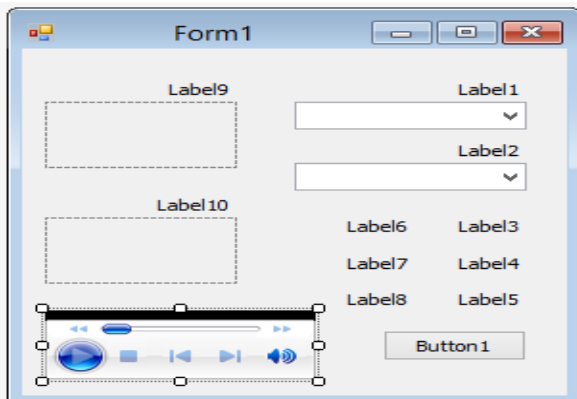 Form1
Label9 Label1
Label2
Label10
Label6 Label3
Label7 Label4
Label8 Label5
Button1